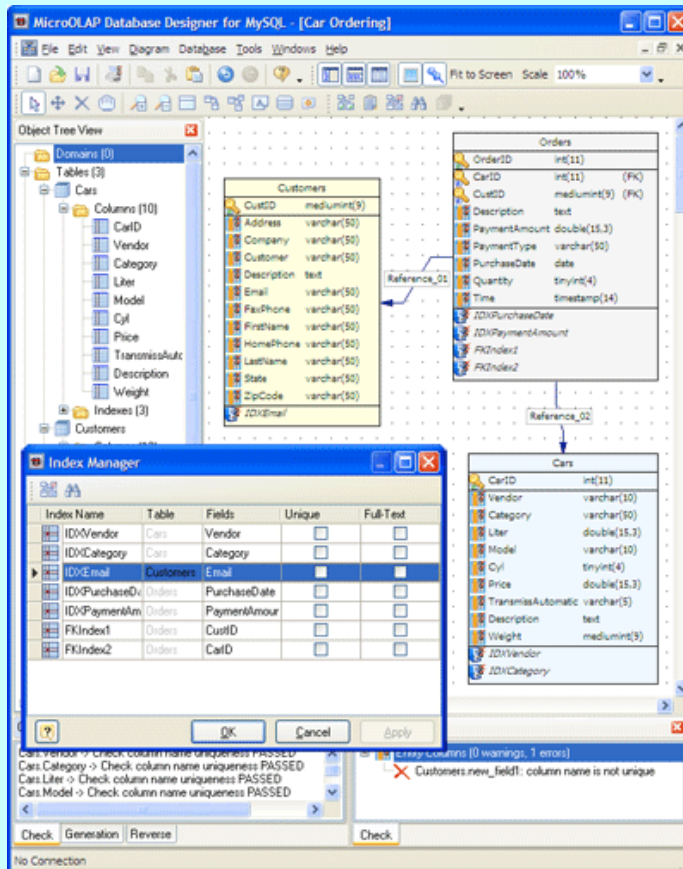 MicroOLAP Database Designer for MySQL - [Car Ordering]
File Edit View Diagram Database Tools Windows Help
Fit to Screen Scale 100%
Object Tree View
Domains (0)
Tables (3)
Cars
Columns (10)
CarID
Vendor
Category
Liter
Model
Cyl
Price
TransmissAuto
Description
Weight
Indexes (3)
Customers
Customers
CustID mediumint(9)
Address varchar(50)
Company varchar(50)
Customer varchar(50)
Description text
Email varchar(50)
FaxPhone varchar(50)
FirstName varchar(50)
HomePhone varchar(50)
LastName varchar(50)
State varchar(50)
ZipCode varchar(50)
IDXEmail
Reference_01
Orders
OrderID int(11)
CarID int(11) (FK)
CustID mediumint(9) (FK)
Description text
PaymentAmount double(15,3)
PaymentType varchar(50)
PurchaseDate date
Quantity tinyint(4)
Time timestamp(14)
IDXPurchaseDate
IDXPaymentAmount
FKIndex1
FKIndex2
Reference_02
Cars
CarID int(11)
Vendor varchar(10)
Category varchar(50)
Liter double(15,3)
Model varchar(10)
Cyl tinyint(4)
Price double(15,3)
TransmissAutomatic varchar(5)
Description text
Weight mediumint(9)
IDXVendor
IDXCategory
Index Manager
Index Name Table Fields Unique Full-Text
IDXVendor Cars Vendor
IDXCategory Cars Category
IDXEmail Customers Email
IDXPurchaseDa Orders PurchaseDate
IDXPaymentAm Orders PaymentAmour
FKIndex1 Orders CustID
FKIndex2 Orders CarID
OK Cancel Apply
Cars.Vendor -> Check column name uniqueness PASSED
Cars.Category -> Check column name uniqueness PASSED
Cars.Liter -> Check column name uniqueness PASSED
Cars.Model -> Check column name uniqueness PASSED
Check Generation Reverse
Entity Columns (0 warnings, 1 errors)
Customers.new_field1: column name is not unique
Check
No Connection